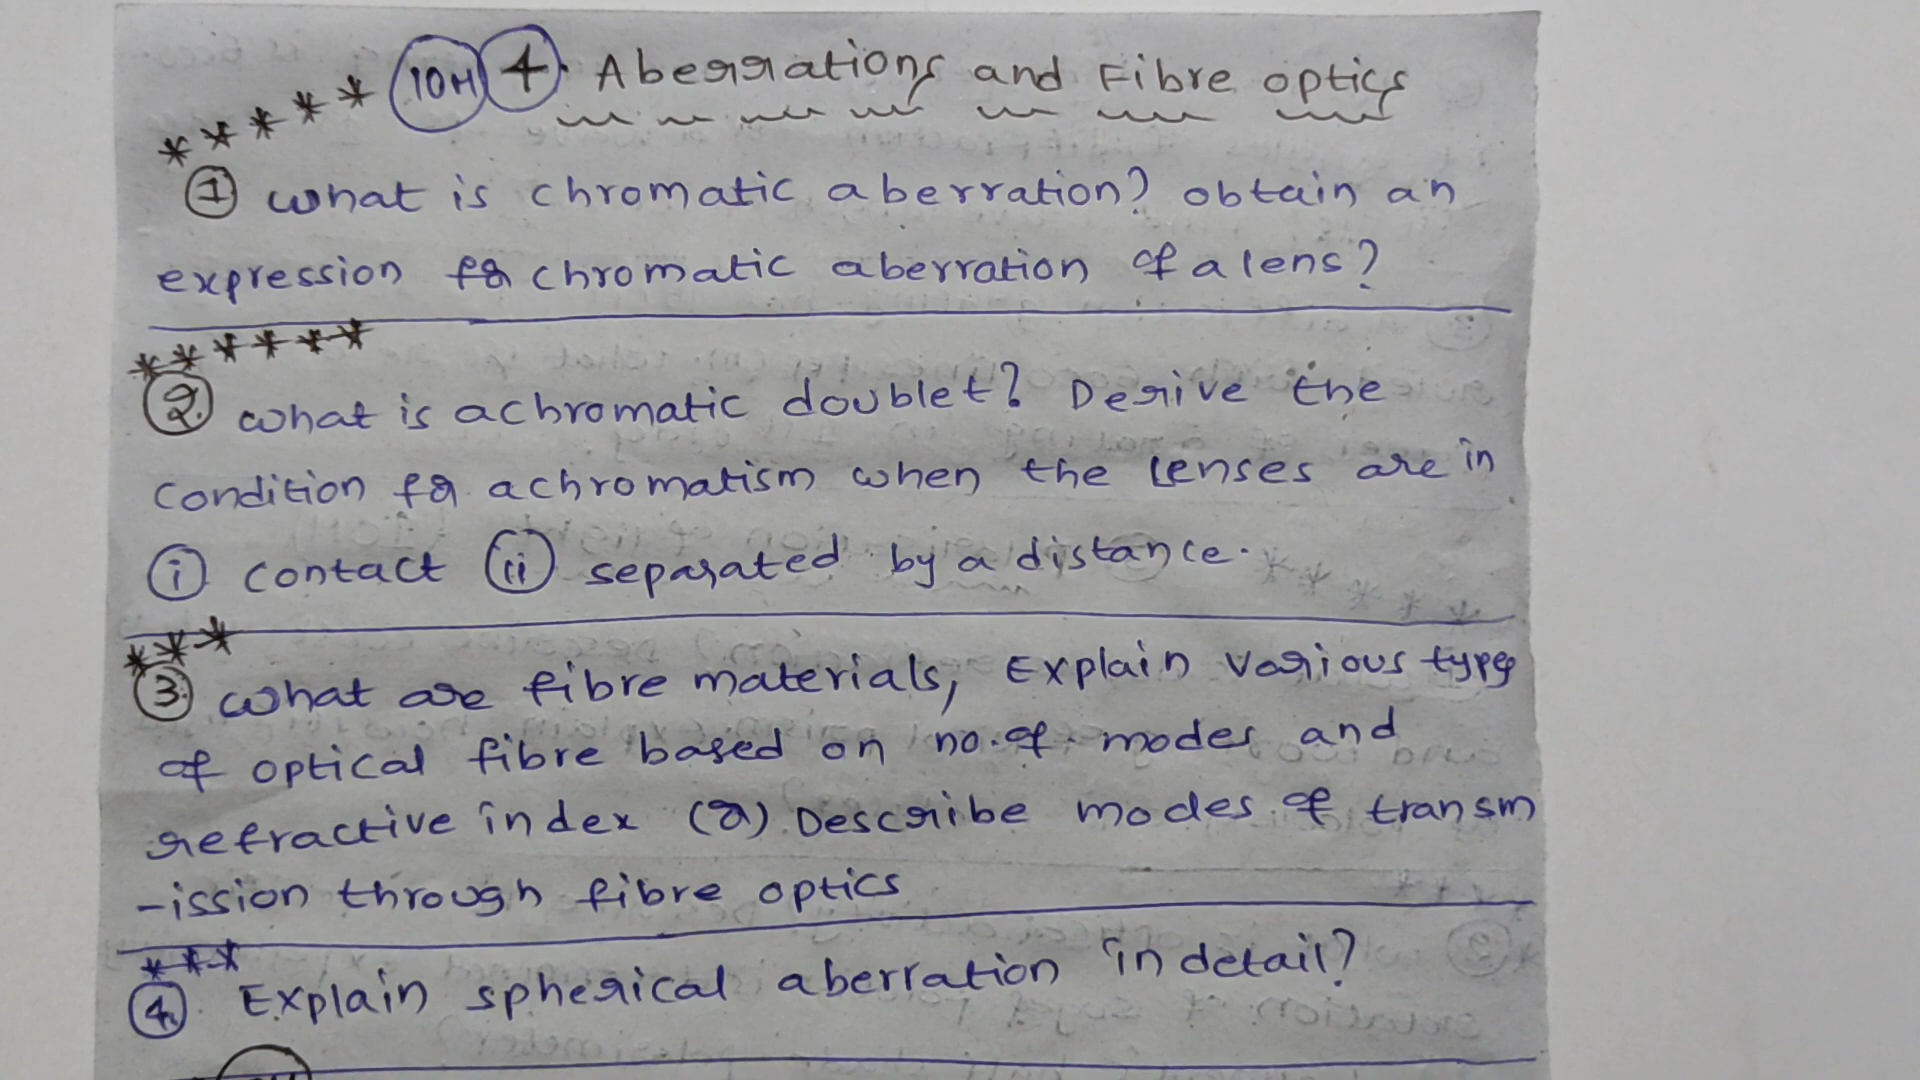 ***** 10M 4. Aberrations and Fibre optics
1 what is chromatic aberration? obtain an
expression for chromatic aberration of a lens?
******
2. what is achromatic doublet? Derive the
condition for achromatism when the lenses are in
i contact ii separated by a distance.
***
3. what are fibre materials, Explain various types
of optical fibre based on no.of modes and
refractive index (or) Describe modes of transm
-ission through fibre optics
***
4. Explain spherical aberration in detail?